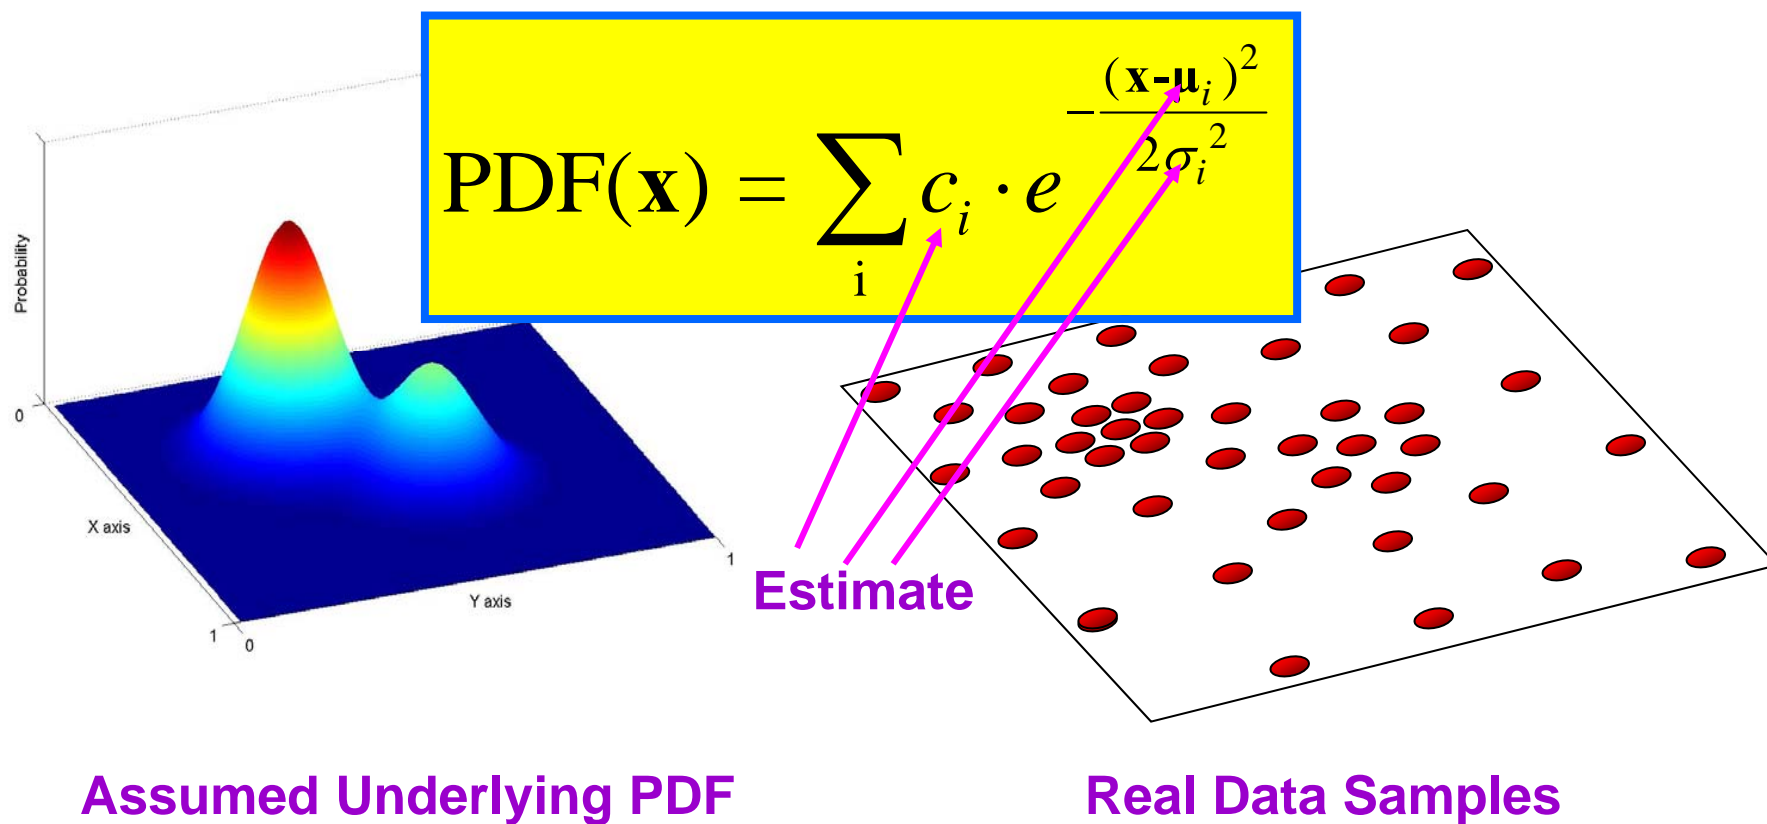 PDF(x) = ∑_i c_i · e^{-(x-μ_i)^2 / 2σ_i^2}
Probability
0
X axis
1
0
Y axis
1
Estimate
Assumed Underlying PDF
Real Data Samples